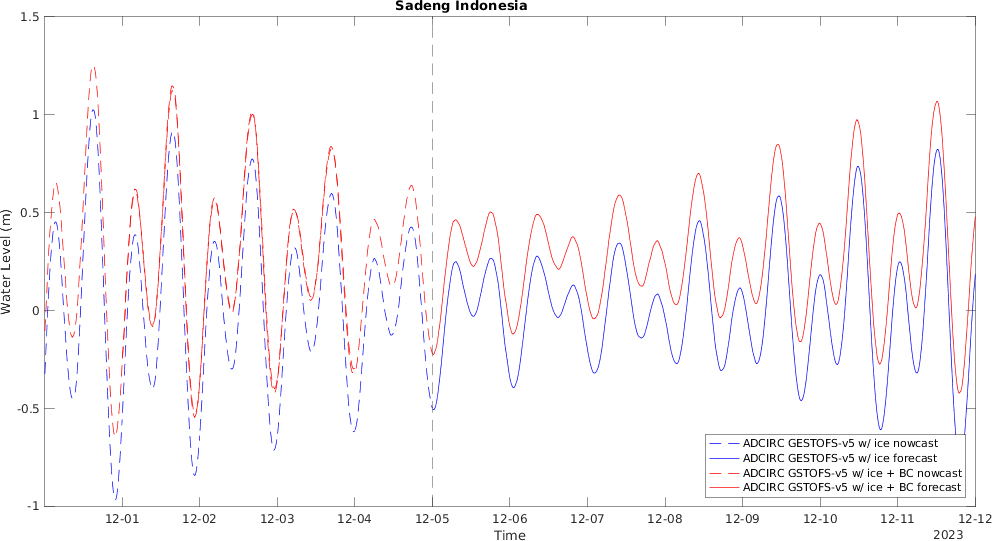 Sadeng Indonesia
1.5
1
0.5
0
-0.5
-1
Water Level (m)
ADCIRC GESTOFS-v5 w/ ice nowcast
ADCIRC GESTOFS-v5 w/ ice forecast
ADCIRC GSTOFS-v5 w/ ice + BC nowcast
ADCIRC GSTOFS-v5 w/ ice + BC forecast
12-01 12-02 12-03 12-04 12-05 12-06 12-07 12-08 12-09 12-10 12-11 12-12
Time
2023